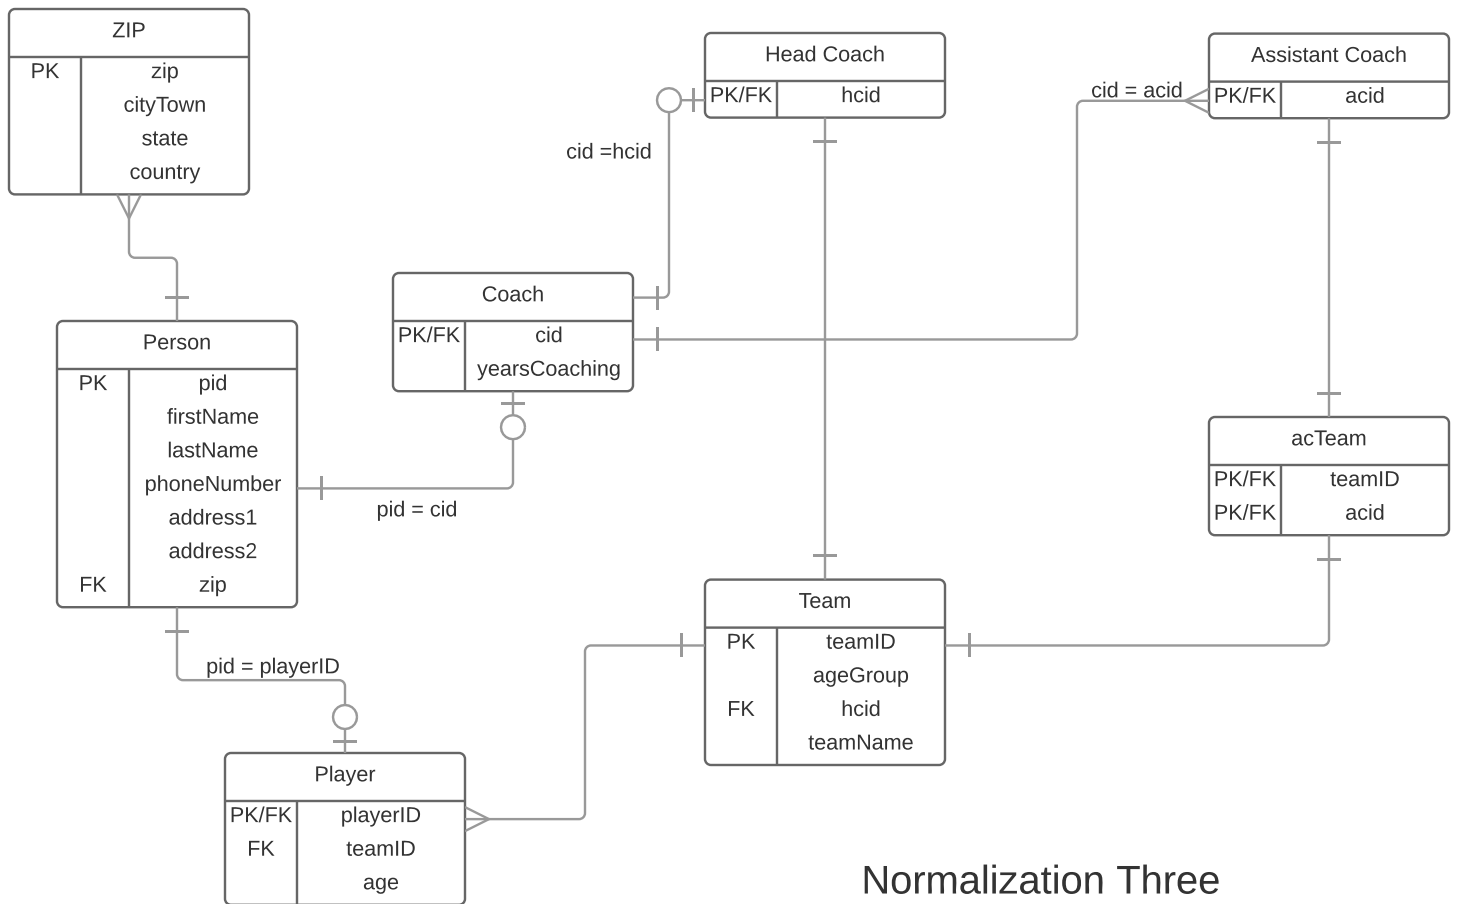 ZIP
PK zip
cityTown
state
country
Head Coach
PK/FK hcid
Assistant Coach
PK/FK acid
cid = acid
cid =hcid
Coach
PK/FK cid
yearsCoaching
Person
PK pid
firstName
lastName
phoneNumber
address1
address2
FK zip
pid = cid
acTeam
PK/FK teamID
PK/FK acid
Team
PK teamID
ageGroup
FK hcid
teamName
pid = playerID
Player
PK/FK playerID
FK teamID
age
Normalization Three